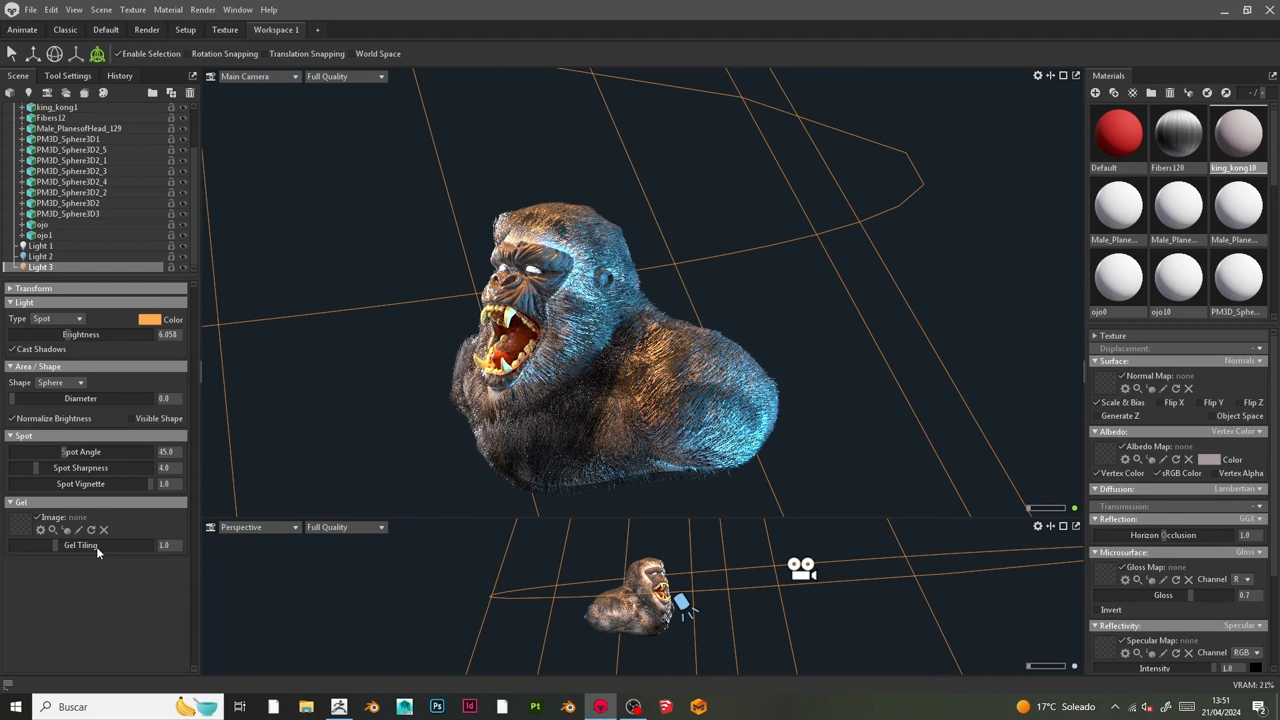 File Edit View Scene Texture Material Render Window Help
Animate Classic Default Render Setup Texture Workspace 1 +
Enable Selection Rotation Snapping Translation Snapping World Space
Scene Tool Settings History
Main Camera Full Quality
Materials
king_kong1
Fibers12
Male_PlanesofHead_129
PM3D_Sphere3D1
PM3D_Sphere3D2_5
PM3D_Sphere3D2_1
PM3D_Sphere3D2_3
PM3D_Sphere3D2_4
PM3D_Sphere3D2_2
PM3D_Sphere3D2
PM3D_Sphere3D3
ojo
ojo1
Light 1
Light 2
Light 3
Transform
Light
Type Spot Color
Brightness 6.058
Cast Shadows
Area / Shape
Shape Sphere
Diameter 0.0
Normalize Brightness Visible Shape
Spot
Spot Angle 45.0
Spot Sharpness 4.0
Spot Vignette 1.0
Gel
Image: none
Gel Tiling 1.0
Perspective Full Quality
- /
Default Fibers120 king_kong10
Male_Plane... Male_Plane... Male_Plane...
ojo0 ojo10 PM3D_Sphe...
Texture
Displacement: -
Surface: Normals
Normal Map: none
Scale & Bias Flip X Flip Y Flip Z
Generate Z Object Space
Albedo: Vertex Color
Albedo Map: none
Color
Vertex Color sRGB Color Vertex Alpha
Diffusion: Lambertian
Transmission: -
Reflection: GGX
Horizon Occlusion 1.0
Microsurface: Gloss
Gloss Map: none
Channel R
Gloss 0.7
Invert
Reflectivity: Specular
Specular Map: none
Channel RGB
Intensity 1.0
VRAM: 21%
Buscar
Ps Id Pt
17°C Soleado
13:51
21/04/2024
2